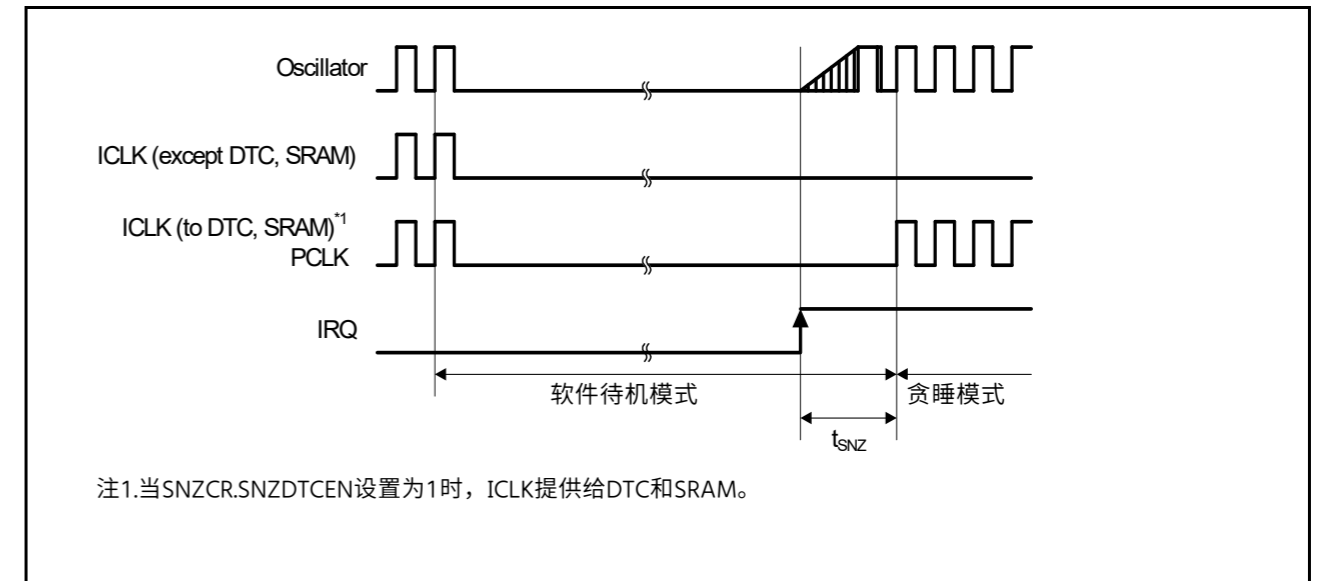 Oscillator
ICLK (except DTC, SRAM)
ICLK (to DTC, SRAM)*1
PCLK
IRQ
软件待机模式
贪睡模式
tSNZ
注1.当SNZCR.SNZDTCEN设置为1时，ICLK提供给DTC和SRAM。